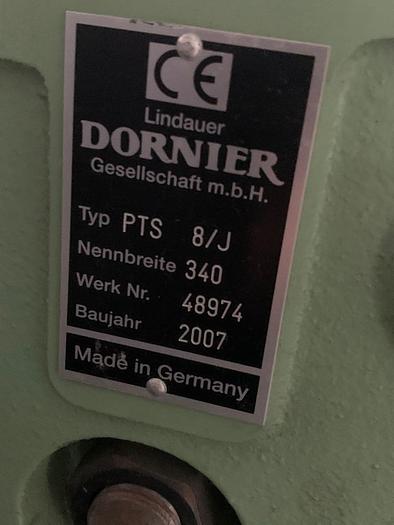 CE
Lindauer
DORNIER
Gesellschaft m.b.H.
Typ PTS 8/J
Nennbreite 340
Werk Nr. 48974
Baujahr 2007
Made in Germany